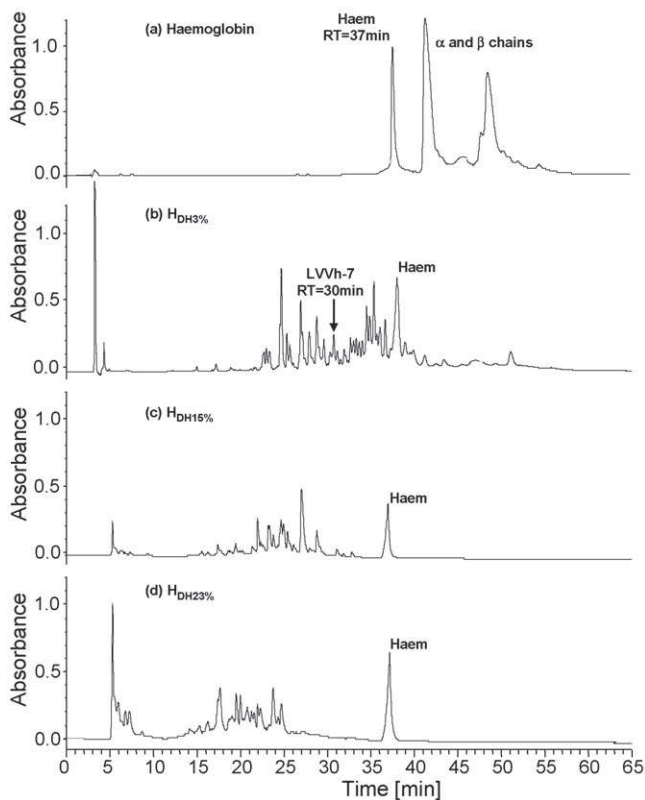 (a) Haemoglobin
Haem
RT=37min
α and β chains
Absorbance
1.0
0.5
0.0
(b) H_DH3%
LVVh-7
RT=30min
Haem
Absorbance
1.0
0.5
0.0
(c) H_DH15%
Haem
Absorbance
1.0
0.5
0.0
(d) H_DH23%
Haem
Absorbance
1.0
0.5
0.0
0 5 10 15 20 25 30 35 40 45 50 55 60 65
Time [min]